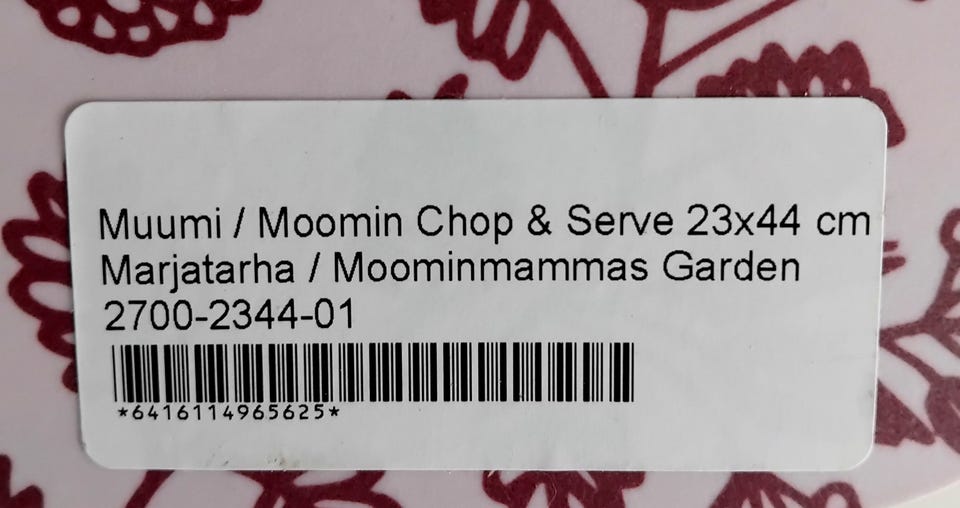 Muumi / Moomin Chop & Serve 23x44 cm
Marjatarha / Moominmammas Garden
2700-2344-01
*6416114965625*